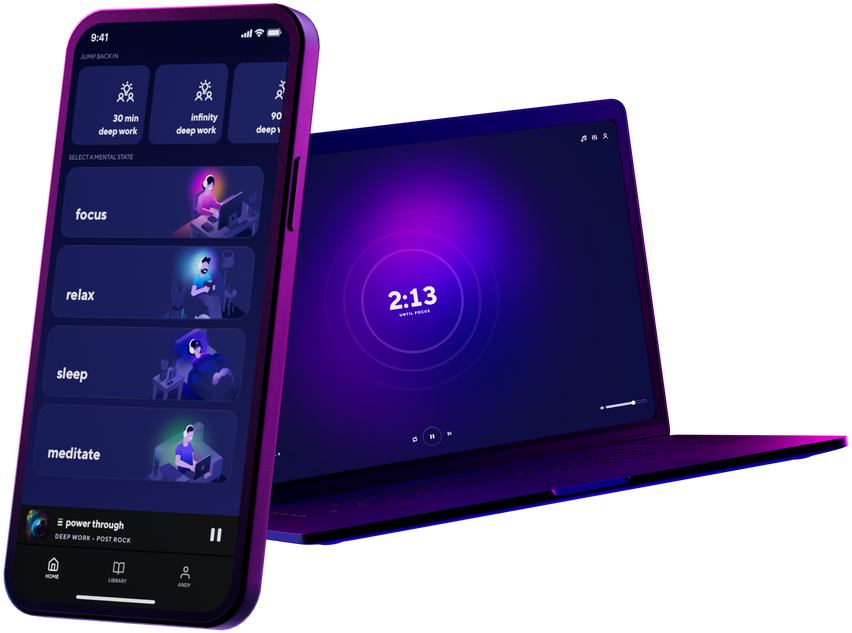 9:41
JUMP BACK IN
30 min
deep work
infinity
deep work
90
deep w
SELECT A MENTAL STATE
focus
relax
sleep
meditate
power through
DEEP WORK • POST ROCK
HOME
LIBRARY
ANDY
2:13
UNTIL FOCUS